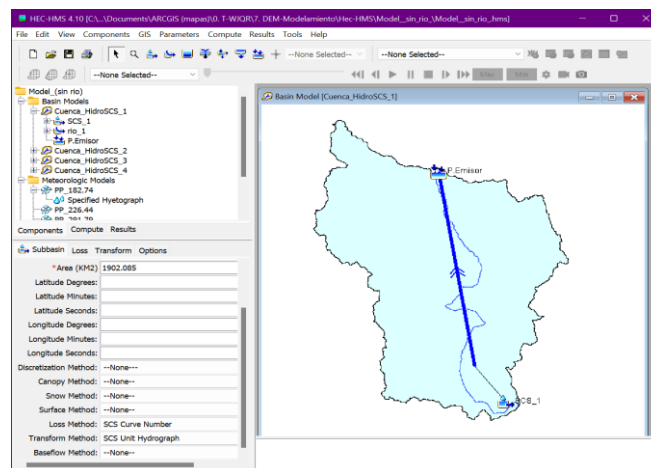 HEC-HMS 4.10 [C:\...\Documents\ARCGIS (mapas)\0. T-WJQR\7. DEM-Modelamiento\Hec-HMS\Model_(sin_rio_\Model_sin_rio_.hms]
File Edit View Components GIS Parameters Compute Results Tools Help
--None Selected-- --None Selected--
--None Selected--
Model_(sin rio)
Basin Models
Cuenca_HidroSCS_1
SCS_1
rio_1
P.Emisor
Cuenca_HidroSCS_2
Cuenca_HidroSCS_3
Cuenca_HidroSCS_4
Meteorologic Models
PP_182.74
Specified Hyetograph
PP_226.44
Components Compute Results
Subbasin Loss Transform Options
*Area (KM2) 1902.085
Latitude Degrees:
Latitude Minutes:
Latitude Seconds:
Longitude Degrees:
Longitude Minutes:
Longitude Seconds:
Discretization Method: --None--
Canopy Method: --None--
Snow Method: --None--
Surface Method: --None--
Loss Method: SCS Curve Number
Transform Method: SCS Unit Hydrograph
Baseflow Method: --None--
Basin Model [Cuenca_HidroSCS_1]
P.Emisor
SCS_1